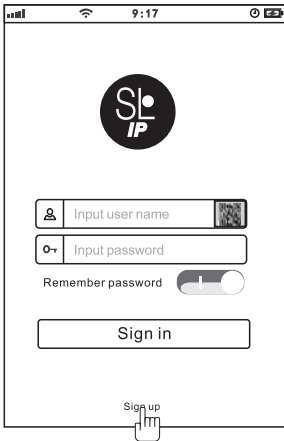 9:17
SL
IP
Input user name
Input password
Remember password
Sign in
Sign up